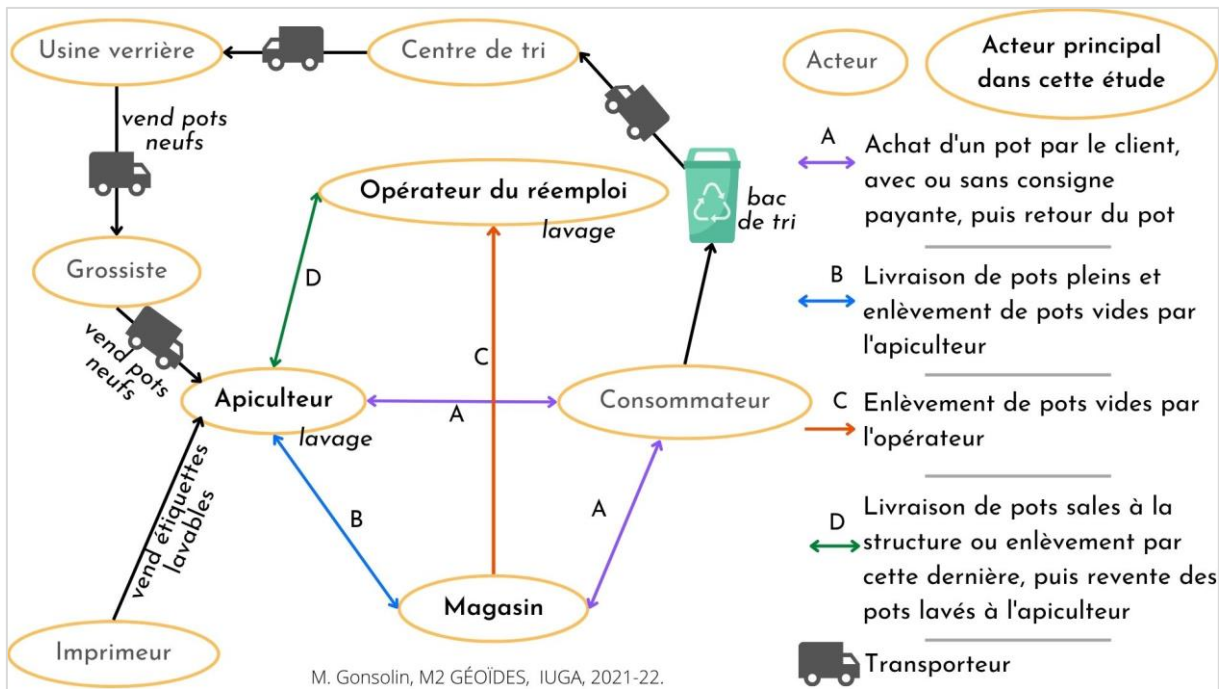 Usine verrière
Centre de tri
vend pots
neufs
Opérateur du réemploi
lavage
bac
de tri
Grossiste
vend pots
neufs
D
C
Apiculteur
lavage
A
Consommateur
vend étiquettes
lavables
B
A
Magasin
Imprimeur
M. Gonsolin, M2 GÉOÏDES, IUGA, 2021-22.
Acteur
Acteur principal
dans cette étude
A
Achat d'un pot par le client,
avec ou sans consigne
payante, puis retour du pot
B
Livraison de pots pleins et
enlèvement de pots vides par
l'apiculteur
C
Enlèvement de pots vides par
l'opérateur
D
Livraison de pots sales à la
structure ou enlèvement par
cette dernière, puis revente des
pots lavés à l'apiculteur
Transporteur